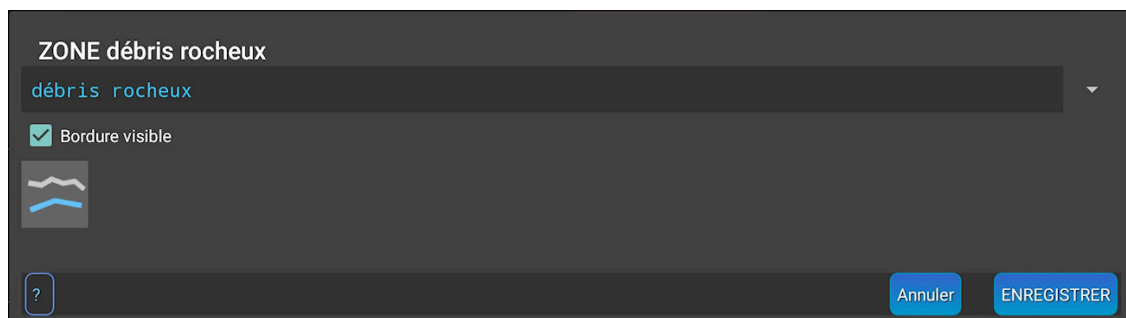 ZONE débris rocheux
débris rocheux
Bordure visible
?
Annuler
ENREGISTRER